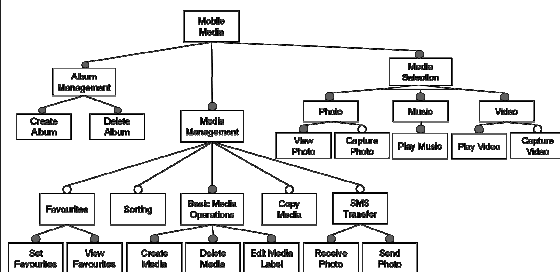 Mobile
Media
Album
Management
Media
Selection
Create
Album
Delete
Album
Media
Management
Photo
Music
Video
View
Photo
Capture
Photo
Play Music
Play Video
Capture
Video
Favourites
Sorting
Basic Media
Operations
Copy
Media
SMS
Transfer
Set
Favourites
View
Favourites
Create
Media
Delete
Media
Edit Media
Label
Receive
Photo
Send
Photo